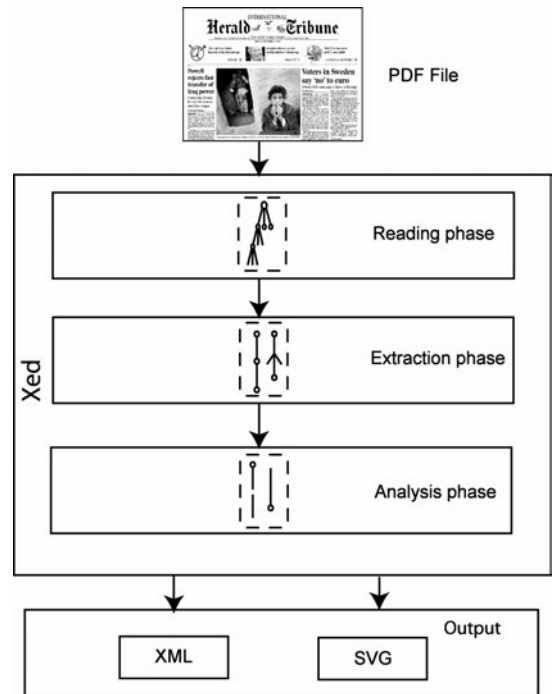 INTERNATIONAL
Herald Tribune
Powell
rejects fast
transfer of
Iraq power
Voters in Sweden
say 'no' to euro
PDF File
Xed
Reading phase
Extraction phase
Analysis phase
Output
XML
SVG